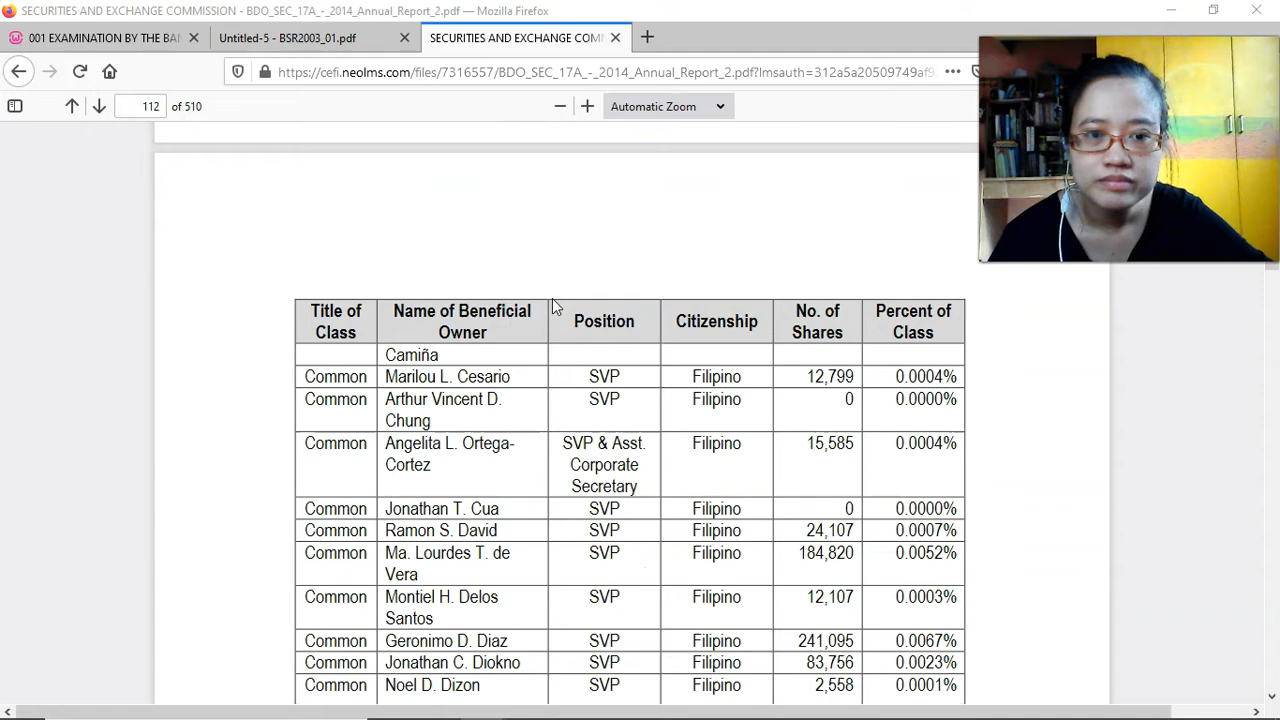 SECURITIES AND EXCHANGE COMMISSION - BDO_SEC_17A_-_2014_Annual_Report_2.pdf - Mozilla Firefox
001 EXAMINATION BY THE BA
Untitled-5 - BSR2003_01.pdf
SECURITIES AND EXCHANGE COM
https://cefi.neolms.com/files/7316557/BDO_SEC_17A_-_2014_Annual_Report_2.pdf?lmsauth=312a5a20509749af9
112 of 510
Automatic Zoom
Title of Class Name of Beneficial Owner Position Citizenship No. of Shares Percent of Class
Camiña
Common Marilou L. Cesario SVP Filipino 12,799 0.0004%
Common Arthur Vincent D. SVP Filipino 0 0.0000%
Chung
Common Angelita L. Ortega- SVP & Asst. Filipino 15,585 0.0004%
Cortez Corporate
Secretary
Common Jonathan T. Cua SVP Filipino 0 0.0000%
Common Ramon S. David SVP Filipino 24,107 0.0007%
Common Ma. Lourdes T. de SVP Filipino 184,820 0.0052%
Vera
Common Montiel H. Delos SVP Filipino 12,107 0.0003%
Santos
Common Geronimo D. Diaz SVP Filipino 241,095 0.0067%
Common Jonathan C. Diokno SVP Filipino 83,756 0.0023%
Common Noel D. Dizon SVP Filipino 2,558 0.0001%